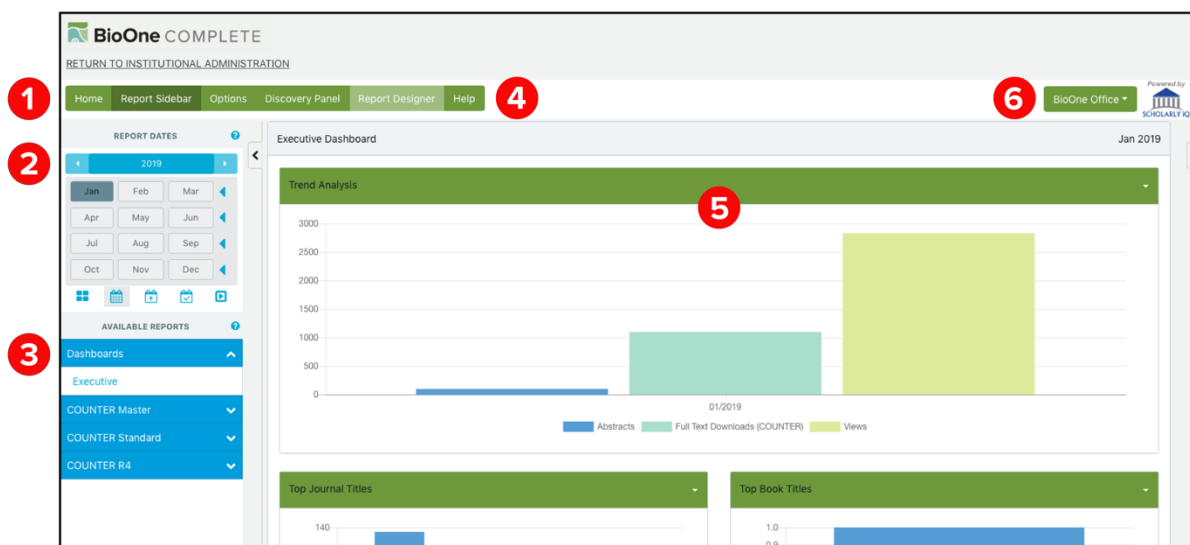 BioOne COMPLETE
RETURN TO INSTITUTIONAL ADMINISTRATION
1
Home Report Sidebar Options Discovery Panel Report Designer Help
4
6
BioOne Office
Powered by
SCHOLARLY iQ
REPORT DATES
Executive Dashboard
Jan 2019
2
2019
Jan Feb Mar
Apr May Jun
Jul Aug Sep
Oct Nov Dec
AVAILABLE REPORTS
3
Dashboards
Executive
COUNTER Master
COUNTER Standard
COUNTER R4
Trend Analysis
5
3000
2500
2000
1500
1000
500
0
01/2019
Abstracts Full Text Downloads (COUNTER) Views
Top Journal Titles
140
Top Book Titles
1.0
0.9